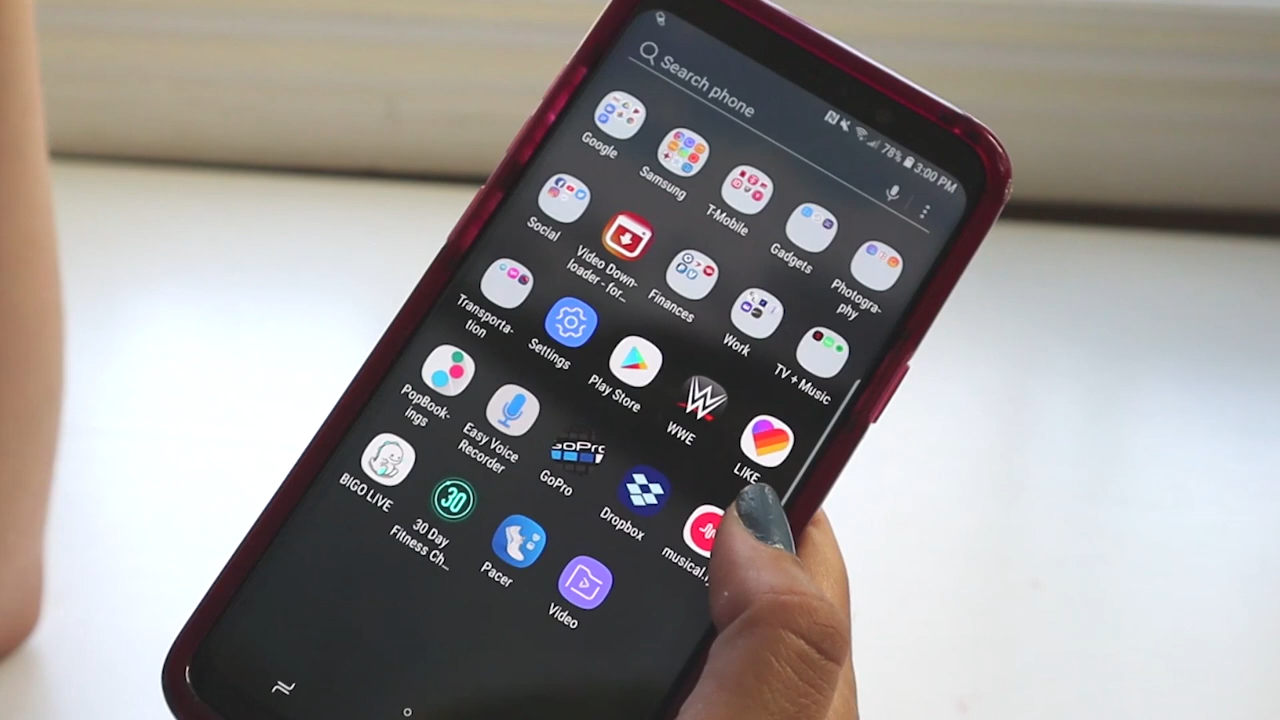 Search phone
78% 3:00 PM
Google
Samsung
T-Mobile
Gadgets
Photogra-
phy
Social
Video Down-
loader - for...
Finances
Work
TV + Music
Transporta-
tion
Settings
Play Store
WWE
LIKE
PopBook-
ings
Easy Voice
Recorder
GoPro
GoPro
Dropbox
musical.
BIGO LIVE
30
30 Day
Fitness Ch...
Pacer
Video